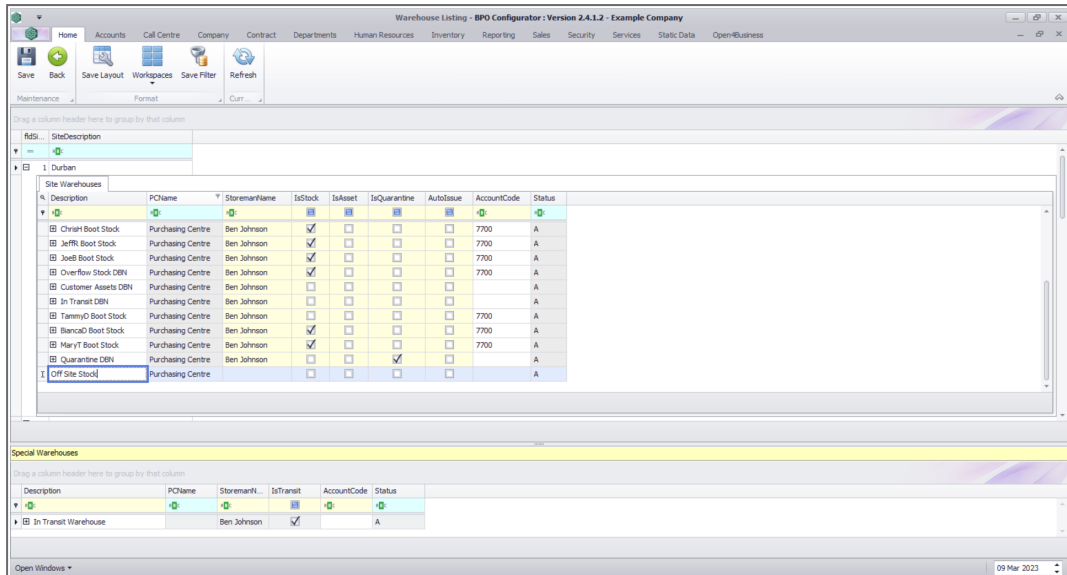 Warehouse Listing - BPO Configurator : Version 2.4.1.2 - Example Company
Home Accounts Call Centre Company Contract Departments Human Resources Inventory Reporting Sales Security Services Static Data Open4Business
Save Back Save Layout Workspaces Save Filter Refresh
Maintenance Format Curr...
Drag a column header here to group by that column
fldSi... SiteDescription
1 Durban
Site Warehouses
Description PCName StoremanName IsStock IsAsset IsQuarantine AutoIssue AccountCode Status
ChrisH Boot Stock Purchasing Centre Ben Johnson 7700 A
JeffR Boot Stock Purchasing Centre Ben Johnson 7700 A
JoeB Boot Stock Purchasing Centre Ben Johnson 7700 A
Overflow Stock DBN Purchasing Centre Ben Johnson 7700 A
Customer Assets DBN Purchasing Centre Ben Johnson A
In Transit DBN Purchasing Centre Ben Johnson A
TammyD Boot Stock Purchasing Centre Ben Johnson 7700 A
BiancaD Boot Stock Purchasing Centre Ben Johnson 7700 A
MaryT Boot Stock Purchasing Centre Ben Johnson 7700 A
Quarantine DBN Purchasing Centre Ben Johnson A
Off Site Stock Purchasing Centre A
Special Warehouses
Drag a column header here to group by that column
Description PCName StoremanN... IsTransit AccountCode Status
In Transit Warehouse Ben Johnson A
Open Windows 09 Mar 2023